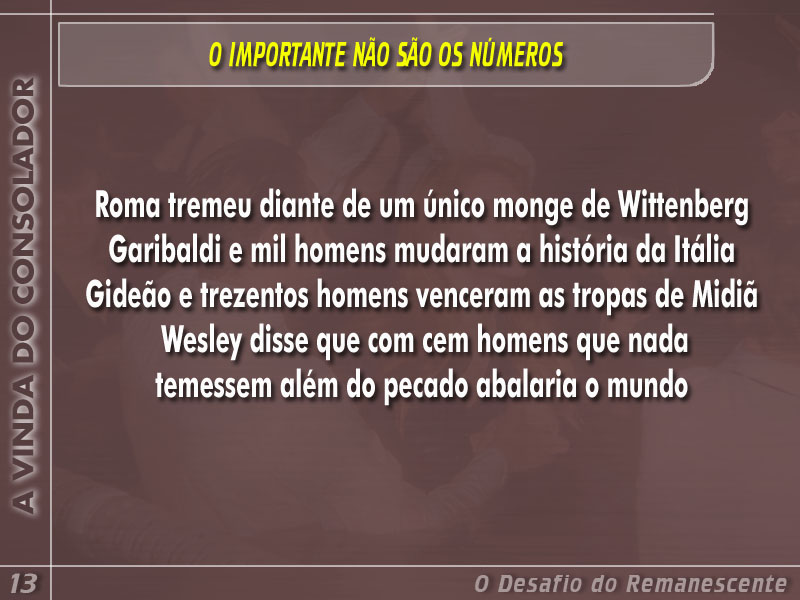 O IMPORTANTE NÃO SÃO OS NÚMEROS
A VINDA DO CONSOLADOR
Roma tremeu diante de um único monge de Wittenberg
Garibaldi e mil homens mudaram a história da Itália
Gideão e trezentos homens venceram as tropas de Midiã
Wesley disse que com cem homens que nada
temessem além do pecado abalaria o mundo
13
O Desafio do Remanescente